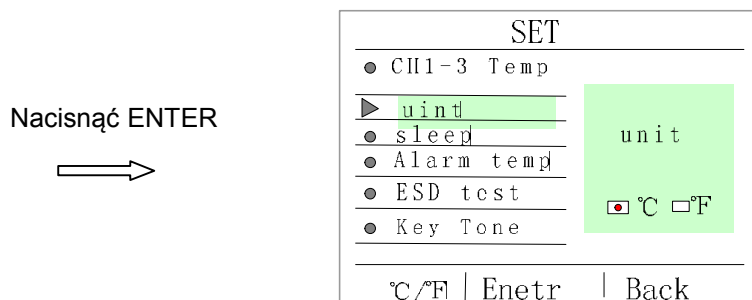 Nacisnąć ENTER
SET
CH1-3 Temp
uint
sleep
Alarm temp
ESD test
Key Tone
unit
℃ ℉
℃/℉ Enetr Back